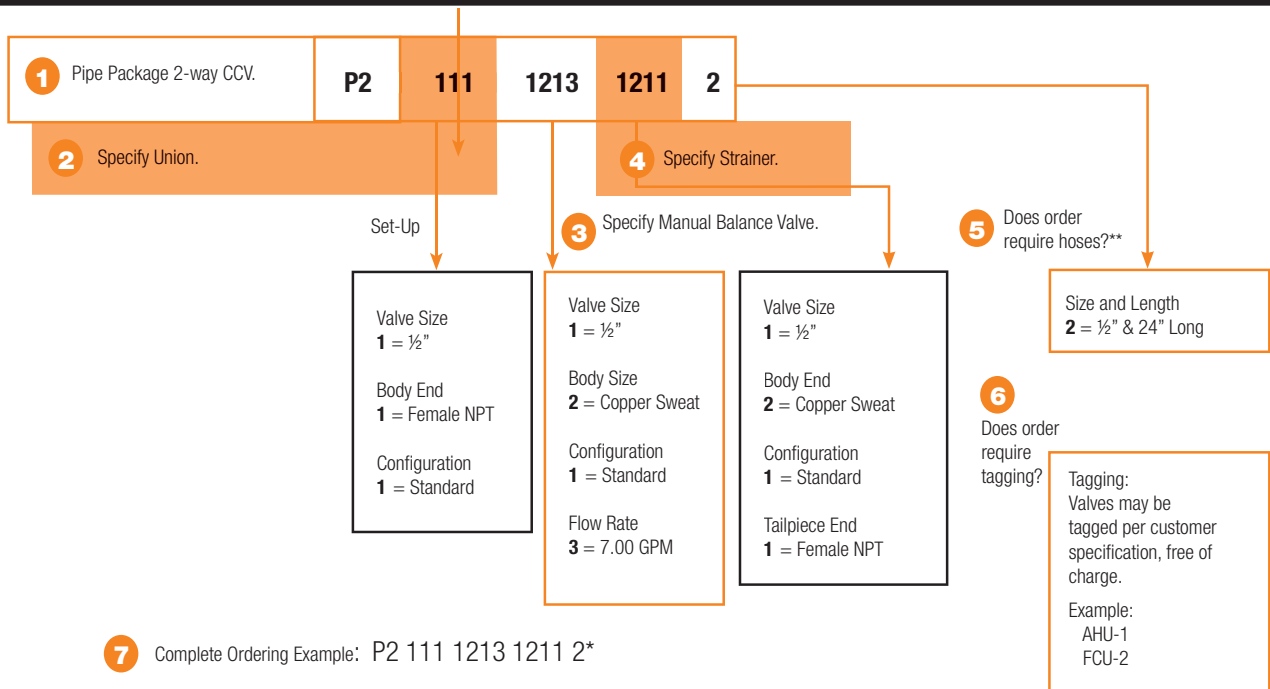 1 Pipe Package 2-way CCV.
P2 111 1213 1211 2
2 Specify Union.
4 Specify Strainer.
Set-Up
3 Specify Manual Balance Valve.
5 Does order
require hoses?**
Valve Size
1 = ½”
Body End
1 = Female NPT
Configuration
1 = Standard
Valve Size
1 = ½”
Body Size
2 = Copper Sweat
Configuration
1 = Standard
Flow Rate
3 = 7.00 GPM
Valve Size
1 = ½”
Body End
2 = Copper Sweat
Configuration
1 = Standard
Tailpiece End
1 = Female NPT
Size and Length
2 = ½” & 24” Long
6
Does order
require
tagging?
Tagging:
Valves may be
tagged per customer
specification, free of
charge.
Example:
AHU-1
FCU-2
7 Complete Ordering Example: P2 111 1213 1211 2*